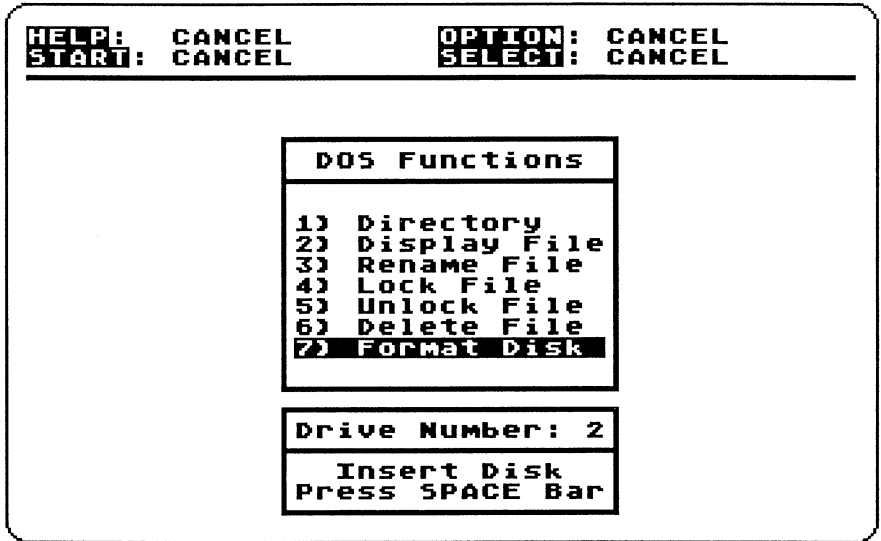 HELP: CANCEL OPTION: CANCEL
START: CANCEL SELECT: CANCEL
DOS Functions
1) Directory
2) Display File
3) Rename File
4) Lock File
5) Unlock File
6) Delete File
7) Format Disk
Drive Number: 2
Insert Disk
Press SPACE Bar